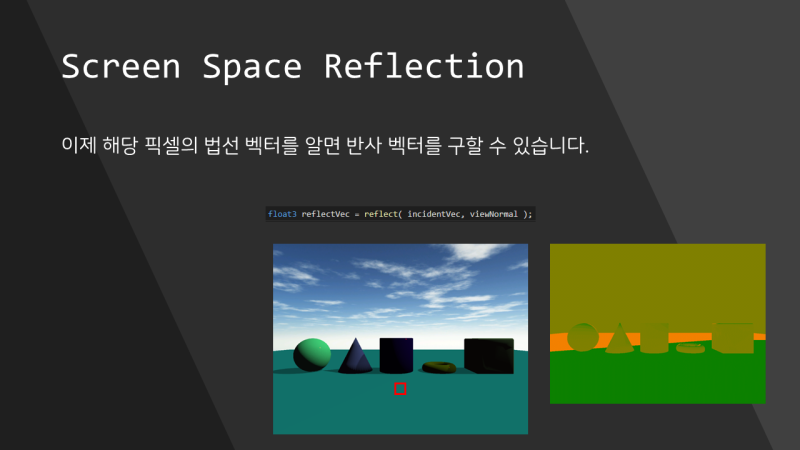 Screen Space Reflection
이제 해당 픽셀의 법선 벡터를 알면 반사 벡터를 구할 수 있습니다.
float3 reflectVec = reflect( incidentVec, viewNormal );